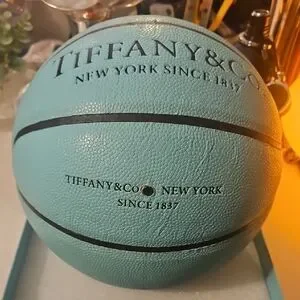 TIFFANY&Co
NEW YORK SINCE 1837
TIFFANY&Co NEW YORK
SINCE 1837